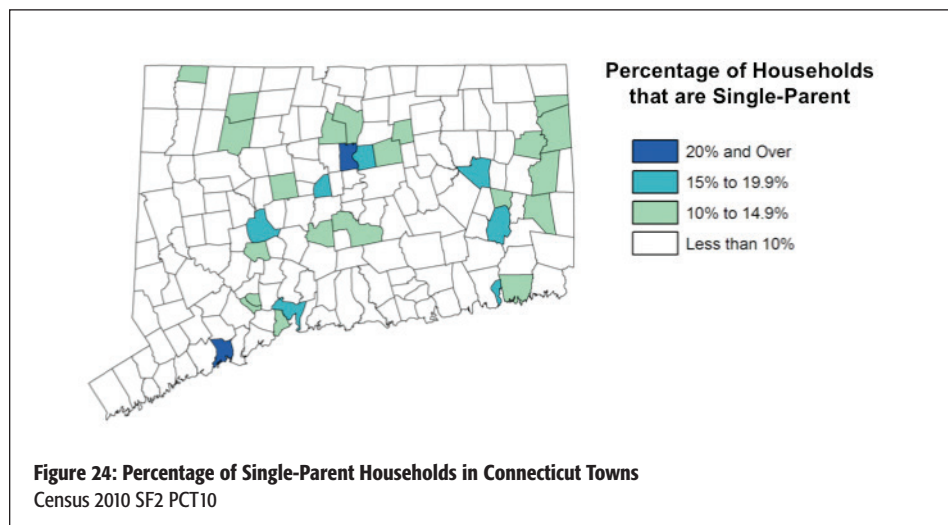 Percentage of Households
that are Single-Parent
20% and Over
15% to 19.9%
10% to 14.9%
Less than 10%
Figure 24: Percentage of Single-Parent Households in Connecticut Towns
Census 2010 SF2 PCT10